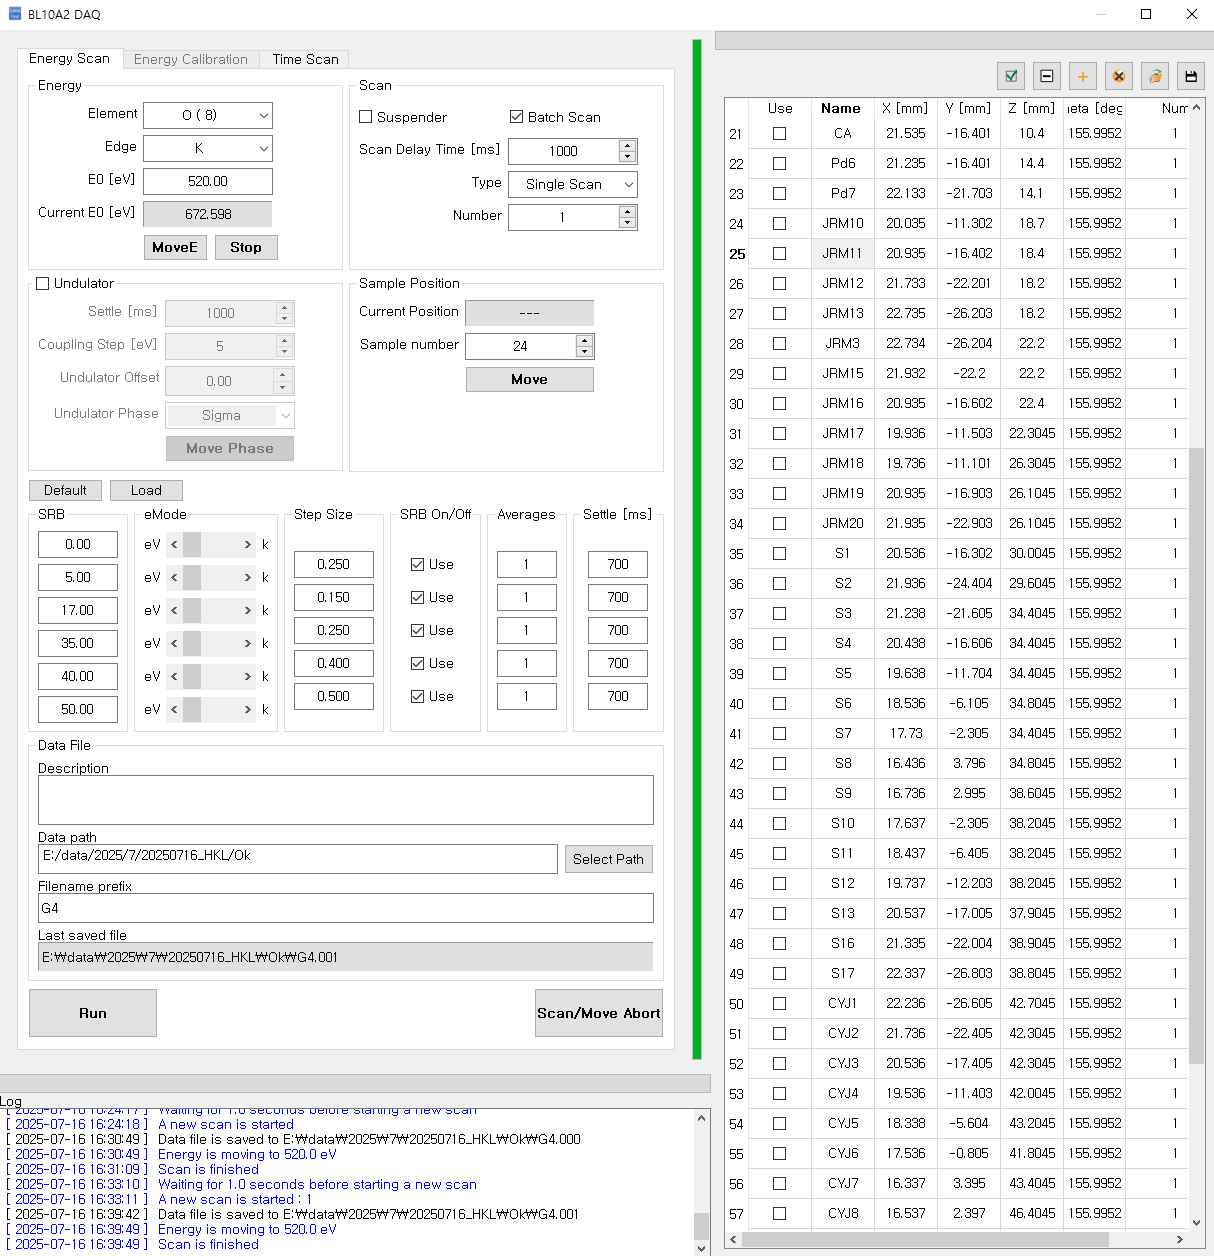 BL10A2 DAQ
Energy Scan
Energy Calibration
Time Scan
Energy
Element
O ( 8)
Edge
K
E0 [eV]
520.00
Current E0 [eV]
672.598
MoveE
Stop
Scan
Suspender
Batch Scan
Scan Delay Time [ms]
1000
Type
Single Scan
Number
1
Undulator
Settle [ms]
1000
Coupling Step [eV]
5
Undulator Offset
0.00
Undulator Phase
Sigma
Move Phase
Sample Position
Current Position
---
Sample number
24
Move
Default
Load
SRB
eMode
Step Size
SRB On/Off
Averages
Settle [ms]
0.00
eV < > k
5.00
eV < > k
17.00
eV < > k
35.00
eV < > k
40.00
eV < > k
50.00
eV < > k
0.250 Use 1 700
0.150 Use 1 700
0.250 Use 1 700
0.400 Use 1 700
0.500 Use 1 700
Data File
Description
Data path
E:/data/2025/7/20250716_HKL/Ok
Select Path
Filename prefix
G4
Last saved file
E:₩data₩2025₩7₩20250716_HKL₩Ok₩G4.001
Run
Scan/Move Abort
Log
[ 2025-07-16 16:24:17 ] Waiting for 1.0 seconds before starting a new scan
[ 2025-07-16 16:24:18 ] A new scan is started
[ 2025-07-16 16:30:49 ] Data file is saved to E:₩data₩2025₩7₩20250716_HKL₩Ok₩G4.000
[ 2025-07-16 16:30:49 ] Energy is moving to 520.0 eV
[ 2025-07-16 16:31:09 ] Scan is finished
[ 2025-07-16 16:33:10 ] Waiting for 1.0 seconds before starting a new scan
[ 2025-07-16 16:33:11 ] A new scan is started : 1
[ 2025-07-16 16:39:42 ] Data file is saved to E:₩data₩2025₩7₩20250716_HKL₩Ok₩G4.001
[ 2025-07-16 16:39:49 ] Energy is moving to 520.0 eV
[ 2025-07-16 16:39:49 ] Scan is finished
Use Name X [mm] Y [mm] Z [mm] eta [deg Num
21 CA 21.535 -16.401 10.4 155.9952 1
22 Pd6 21.235 -16.401 14.4 155.9952 1
23 Pd7 22.133 -21.703 14.1 155.9952 1
24 JRM10 20.035 -11.302 18.7 155.9952 1
25 JRM11 20.935 -16.402 18.4 155.9952 1
26 JRM12 21.733 -22.201 18.2 155.9952 1
27 JRM13 22.735 -26.203 18.2 155.9952 1
28 JRM3 22.734 -26.204 22.2 155.9952 1
29 JRM15 21.932 -22.2 22.2 155.9952 1
30 JRM16 20.935 -16.602 22.4 155.9952 1
31 JRM17 19.936 -11.503 22.3045 155.9952 1
32 JRM18 19.736 -11.101 26.3045 155.9952 1
33 JRM19 20.935 -16.903 26.1045 155.9952 1
34 JRM20 21.935 -22.903 26.1045 155.9952 1
35 S1 20.536 -16.302 30.0045 155.9952 1
36 S2 21.936 -24.404 29.6045 155.9952 1
37 S3 21.238 -21.605 34.4045 155.9952 1
38 S4 20.438 -16.606 34.4045 155.9952 1
39 S5 19.638 -11.704 34.4045 155.9952 1
40 S6 18.536 -6.105 34.8045 155.9952 1
41 S7 17.73 -2.305 34.4045 155.9952 1
42 S8 16.436 3.796 34.8045 155.9952 1
43 S9 16.736 2.995 38.6045 155.9952 1
44 S10 17.637 -2.305 38.2045 155.9952 1
45 S11 18.437 -6.405 38.2045 155.9952 1
46 S12 19.737 -12.203 38.2045 155.9952 1
47 S13 20.537 -17.005 37.9045 155.9952 1
48 S16 21.335 -22.004 38.9045 155.9952 1
49 S17 22.337 -26.803 38.8045 155.9952 1
50 CYJ1 22.236 -26.605 42.7045 155.9952 1
51 CYJ2 21.736 -22.405 42.3045 155.9952 1
52 CYJ3 20.536 -17.405 42.3045 155.9952 1
53 CYJ4 19.536 -11.403 42.0045 155.9952 1
54 CYJ5 18.338 -5.604 43.2045 155.9952 1
55 CYJ6 17.536 -0.805 41.8045 155.9952 1
56 CYJ7 16.337 3.395 43.4045 155.9952 1
57 CYJ8 16.537 2.397 46.4045 155.9952 1